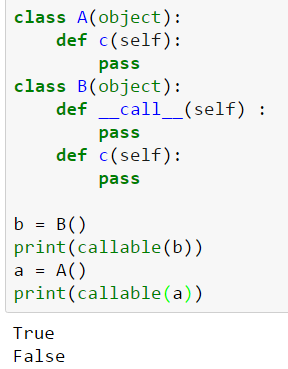 class A(object):
    def c(self):
        pass
class B(object):
    def __call__(self) :
        pass
    def c(self):
        pass

b = B()
print(callable(b))
a = A()
print(callable(a))
True
False